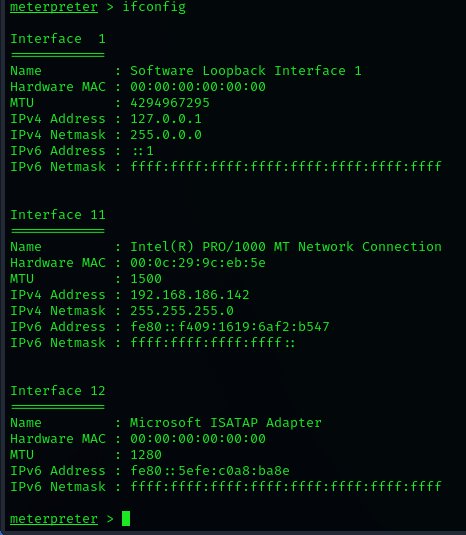 meterpreter > ifconfig
Interface  1
============
Name         : Software Loopback Interface 1
Hardware MAC : 00:00:00:00:00:00
MTU          : 4294967295
IPv4 Address : 127.0.0.1
IPv4 Netmask : 255.0.0.0
IPv6 Address : ::1
IPv6 Netmask : ffff:ffff:ffff:ffff:ffff:ffff:ffff:ffff
Interface 11
============
Name         : Intel(R) PRO/1000 MT Network Connection
Hardware MAC : 00:0c:29:9c:eb:5e
MTU          : 1500
IPv4 Address : 192.168.186.142
IPv4 Netmask : 255.255.255.0
IPv6 Address : fe80::f409:1619:6af2:b547
IPv6 Netmask : ffff:ffff:ffff:ffff::
Interface 12
============
Name         : Microsoft ISATAP Adapter
Hardware MAC : 00:00:00:00:00:00
MTU          : 1280
IPv6 Address : fe80::5efe:c0a8:ba8e
IPv6 Netmask : ffff:ffff:ffff:ffff:ffff:ffff:ffff:ffff
meterpreter >